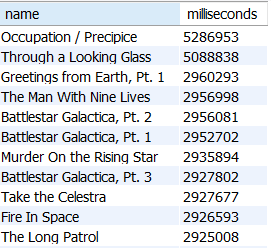 name milliseconds
Occupation / Precipice 5286953
Through a Looking Glass 5088838
Greetings from Earth, Pt. 1 2960293
The Man With Nine Lives 2956998
Battlestar Galactica, Pt. 2 2956081
Battlestar Galactica, Pt. 1 2952702
Murder On the Rising Star 2935894
Battlestar Galactica, Pt. 3 2927802
Take the Celestra 2927677
Fire In Space 2926593
The Long Patrol 2925008